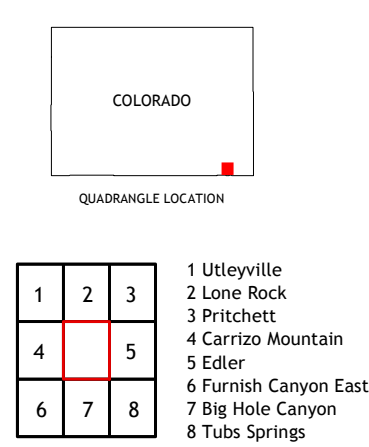 COLORADO
QUADRANGLE LOCATION
1 2 3
4 5
6 7 8
1 Utleyville
2 Lone Rock
3 Pritchett
4 Carrizo Mountain
5 Edler
6 Furnish Canyon East
7 Big Hole Canyon
8 Tubs Springs